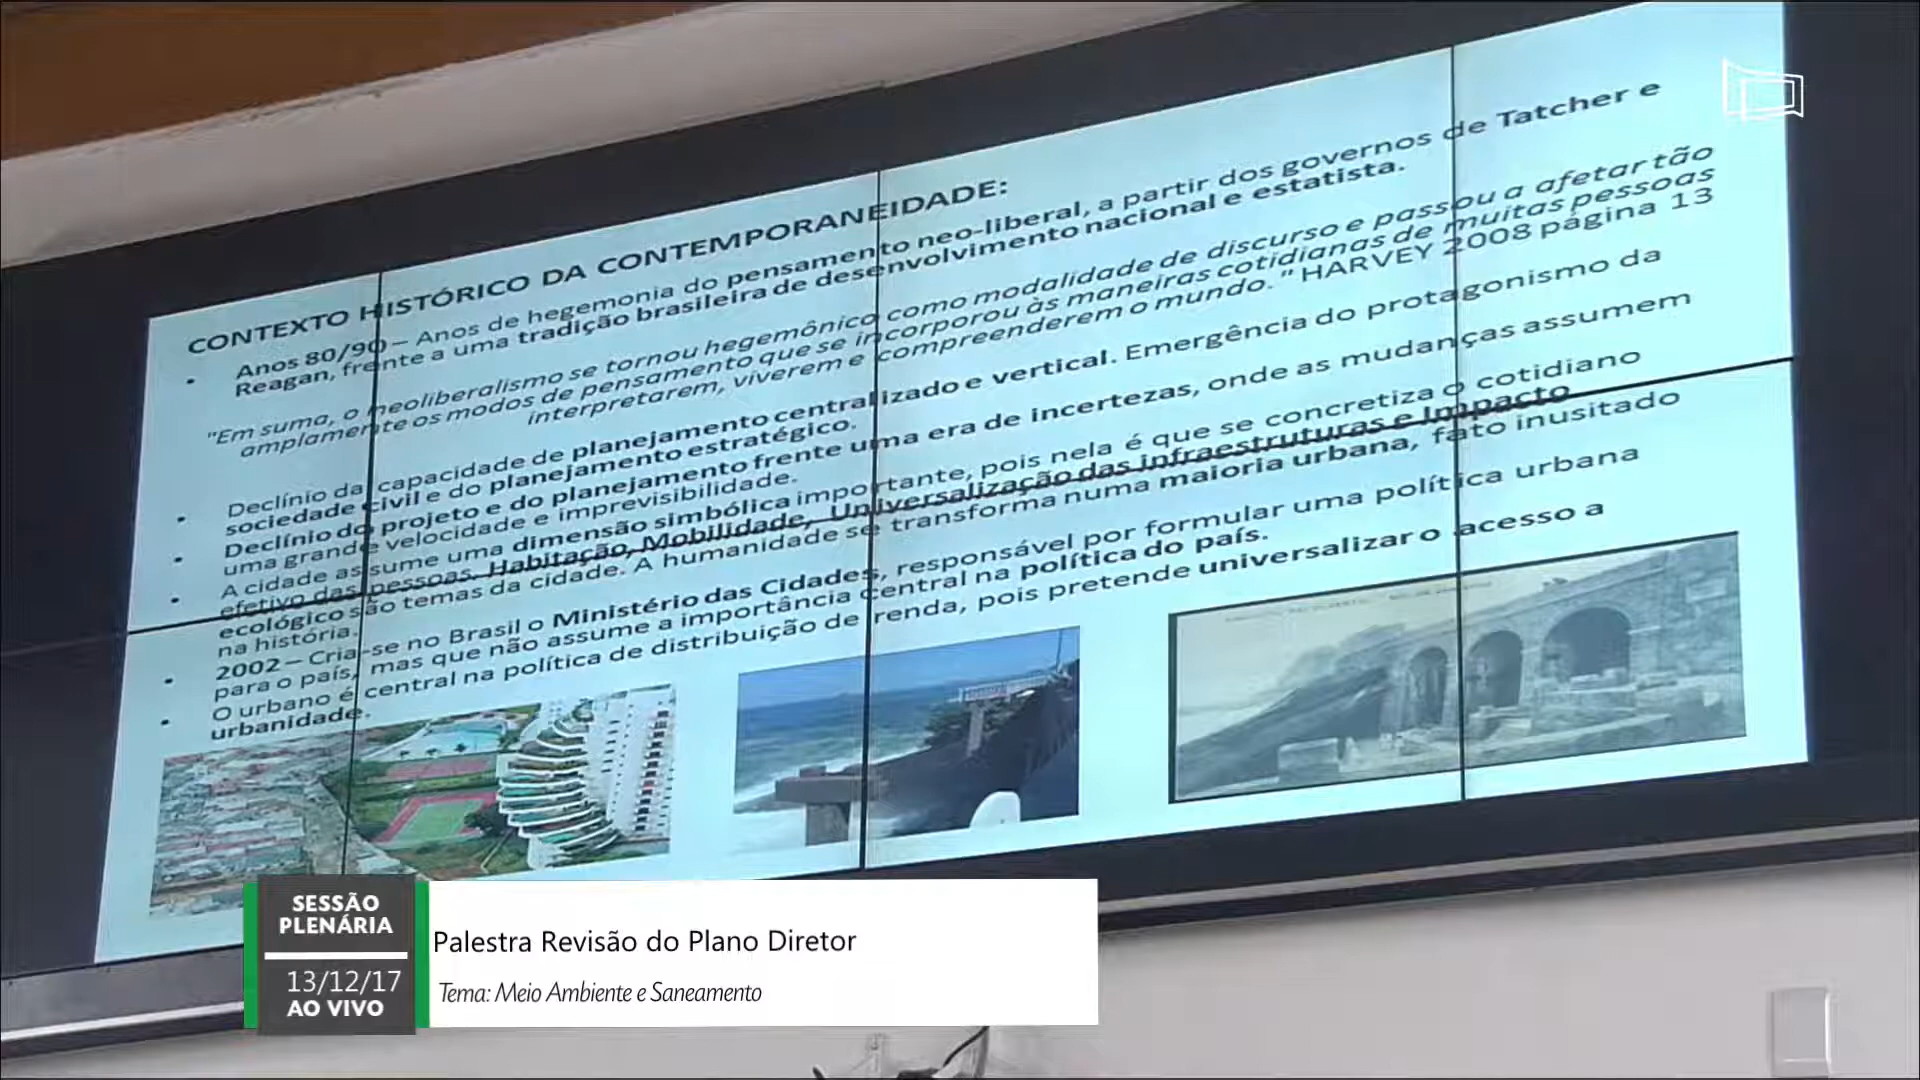 CONTEXTO HISTÓRICO DA CONTEMPORANEIDADE:
• Anos 80/90 – Anos de hegemonia do pensamento neo-liberal, a partir dos governos de Tatcher e
Reagan, frente a uma tradição brasileira de desenvolvimento nacional e estatista.
"Em suma, o neoliberalismo se tornou hegemônico como modalidade de discurso e passou a afetar tão
amplamente os modos de pensamento que se incorporou às maneiras cotidianas de muitas pessoas
interpretarem, viverem e compreenderem o mundo." HARVEY 2008 página 13
• Declínio da capacidade de planejamento centralizado e vertical. Emergência do protagonismo da
sociedade civil e do planejamento estratégico.
• Declínio do projeto e do planejamento frente uma era de incertezas, onde as mudanças assumem
uma grande velocidade e imprevisibilidade.
• A cidade assume uma dimensão simbólica importante, pois nela é que se concretiza o cotidiano
efetivo das pessoas. Habitação, Mobilidade, Universalização das infraestruturas e Impacto
ecológico são temas da cidade. A humanidade se transforma numa maioria urbana, fato inusitado
na história.
• 2002 – Cria-se no Brasil o Ministério das Cidades, responsável por formular uma política urbana
para o país, mas que não assume a importância central na política do país.
• O urbano é central na política de distribuição de renda, pois pretende universalizar o acesso a
urbanidade.
SESSÃO
PLENÁRIA
13/12/17
AO VIVO
Palestra Revisão do Plano Diretor
Tema: Meio Ambiente e Saneamento